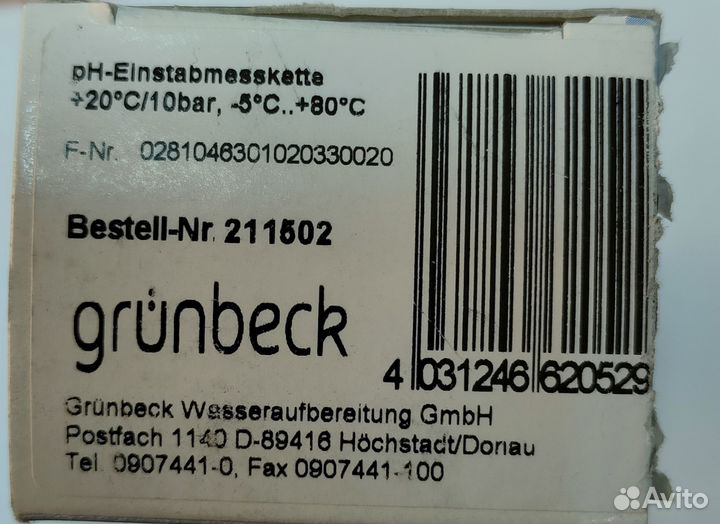 pH-Einstabmesskette
+20°C/10bar, -5°C..+80°C
F-Nr. 0281046301020330020
Bestell-Nr. 211502
grünbeck
4 031246 620529
Grünbeck Wasseraufbereitung GmbH
Postfach 1140 D-89416 Höchstadt/Donau
Tel. 0907441-0, Fax 0907441-100
Avito